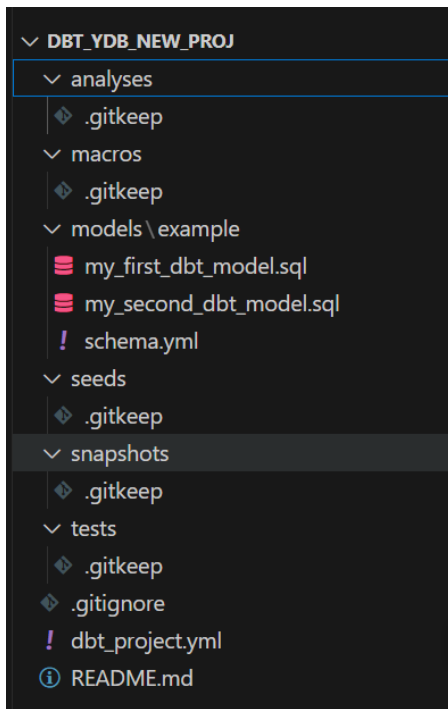 DBT_YDB_NEW_PROJ
analyses
.gitkeep
macros
.gitkeep
models\example
my_first_dbt_model.sql
my_second_dbt_model.sql
! schema.yml
seeds
.gitkeep
snapshots
.gitkeep
tests
.gitkeep
.gitignore
! dbt_project.yml
README.md